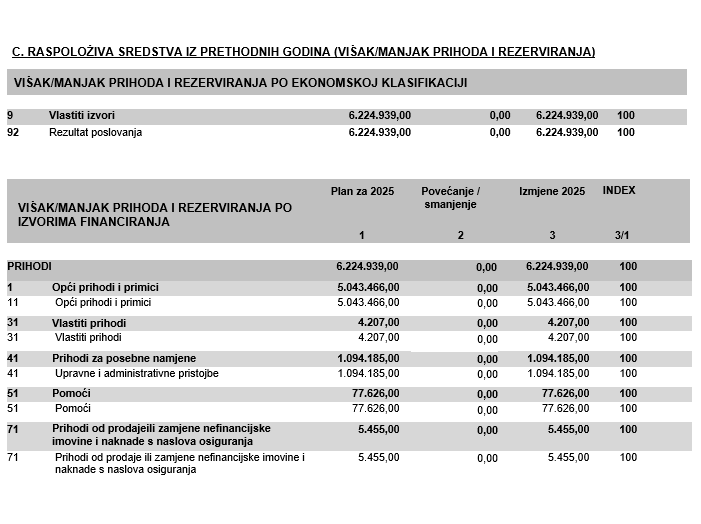 C. RASPOLOŽIVA SREDSTVA IZ PRETHODNIH GODINA (VIŠAK/MANJAK PRIHODA I REZERVIRANJA)
VIŠAK/MANJAK PRIHODA I REZERVIRANJA PO EKONOMSKOJ KLASIFIKACIJI
9 Vlastiti izvori 6.224.939,00 0,00 6.224.939,00 100
92 Rezultat poslovanja 6.224.939,00 0,00 6.224.939,00 100
VIŠAK/MANJAK PRIHODA I REZERVIRANJA PO IZVORIMA FINANCIRANJA
Plan za 2025 Povećanje / smanjenje Izmjene 2025 INDEX
1 2 3 3/1
PRIHODI 6.224.939,00 0,00 6.224.939,00 100
1 Opći prihodi i primici 5.043.466,00 0,00 5.043.466,00 100
11 Opći prihodi i primici 5.043.466,00 0,00 5.043.466,00 100
31 Vlastiti prihodi 4.207,00 0,00 4.207,00 100
31 Vlastiti prihodi 4.207,00 0,00 4.207,00 100
41 Prihodi za posebne namjene 1.094.185,00 0,00 1.094.185,00 100
41 Upravne i administrativne pristojbe 1.094.185,00 0,00 1.094.185,00 100
51 Pomoći 77.626,00 0,00 77.626,00 100
51 Pomoći 77.626,00 0,00 77.626,00 100
71 Prihodi od prodajeili zamjene nefinancijske 5.455,00 0,00 5.455,00 100
imovine i naknade s naslova osiguranja
71 Prihodi od prodaje ili zamjene nefinancijske imovine i 5.455,00 0,00 5.455,00 100
naknade s naslova osiguranja